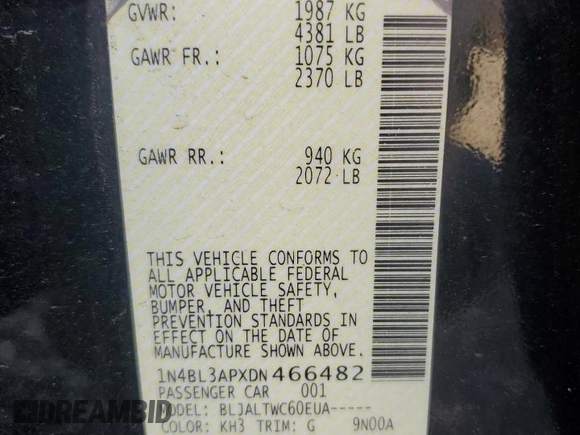 GVWR: 1987 KG
4381 LB
GAWR FR.: 1075 KG
2370 LB
GAWR RR.: 940 KG
2072 LB
THIS VEHICLE CONFORMS TO
ALL APPLICABLE FEDERAL
MOTOR VEHICLE SAFETY,
BUMPER, AND THEFT
PREVENTION STANDARDS IN
EFFECT ON THE DATE OF
MANUFACTURE SHOWN ABOVE.
1N4BL3APXDN466482
PASSENGER CAR 001
MODEL: BLJALTWC60EUA-----
COLOR: KH3 TRIM: G 9N00A
DREAMBID